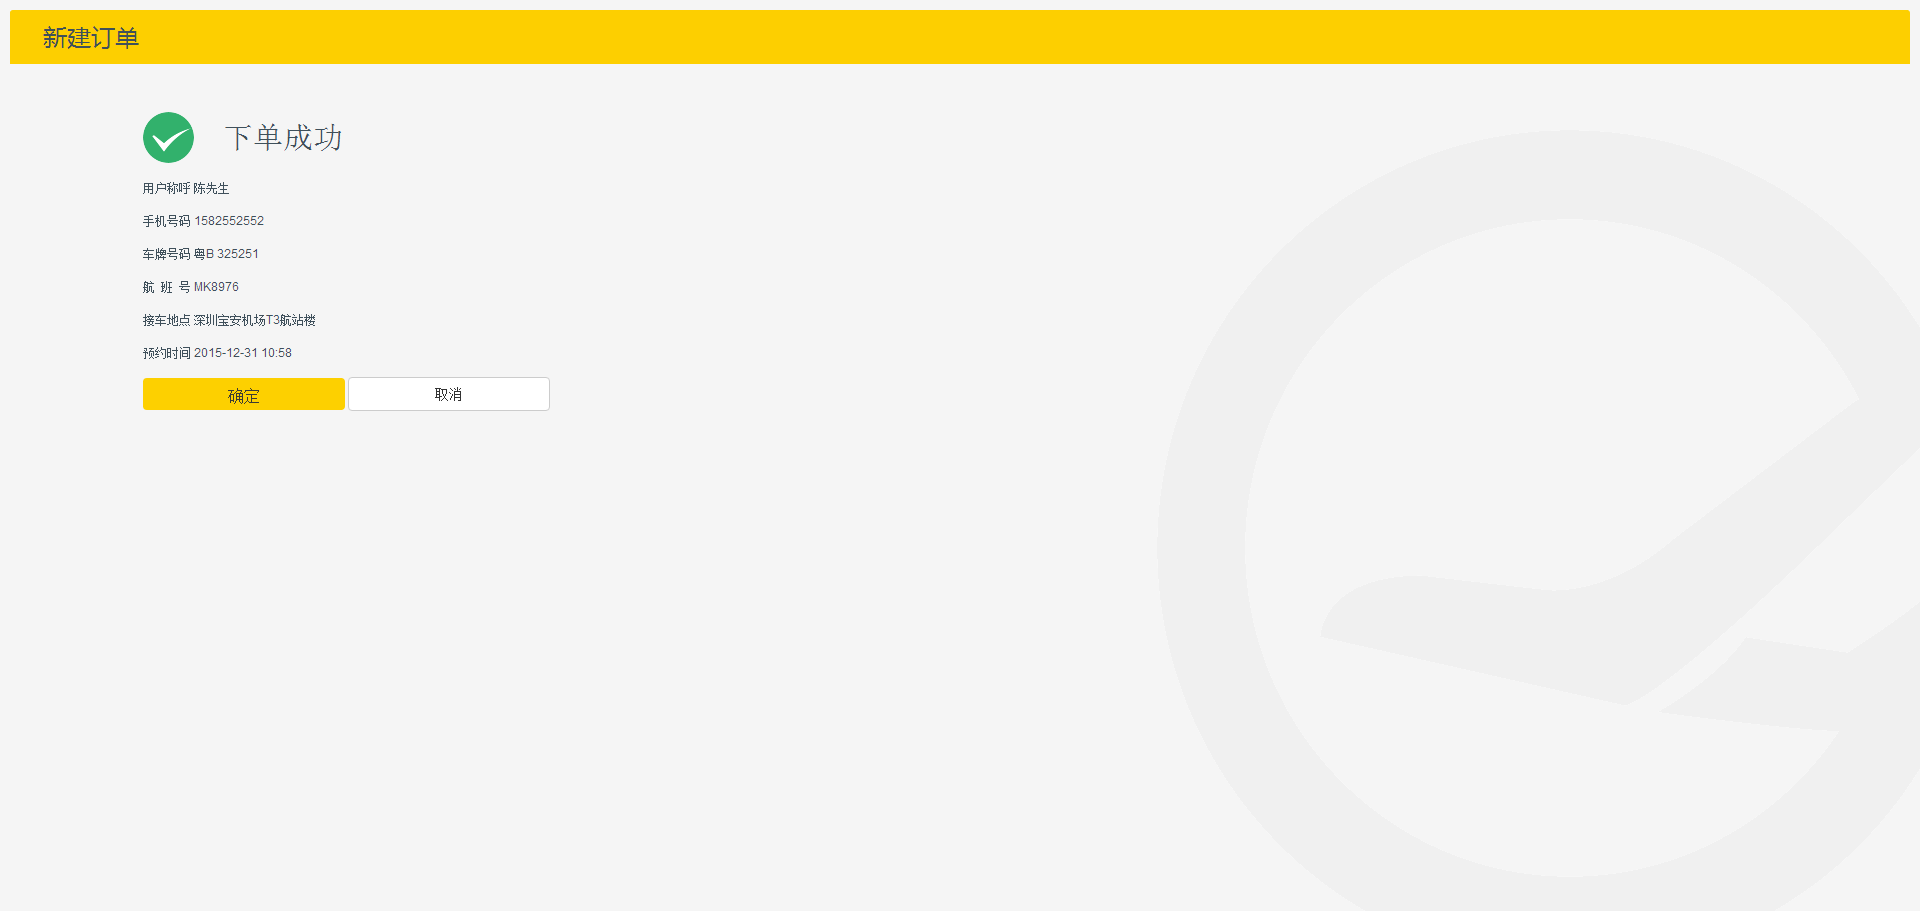 新建订单
下单成功
用户称呼 陈先生
手机号码 1582552552
车牌号码 粤B 325251
航 班 号 MK8976
接车地点 深圳宝安机场T3航站楼
预约时间 2015-12-31 10:58
确定 取消